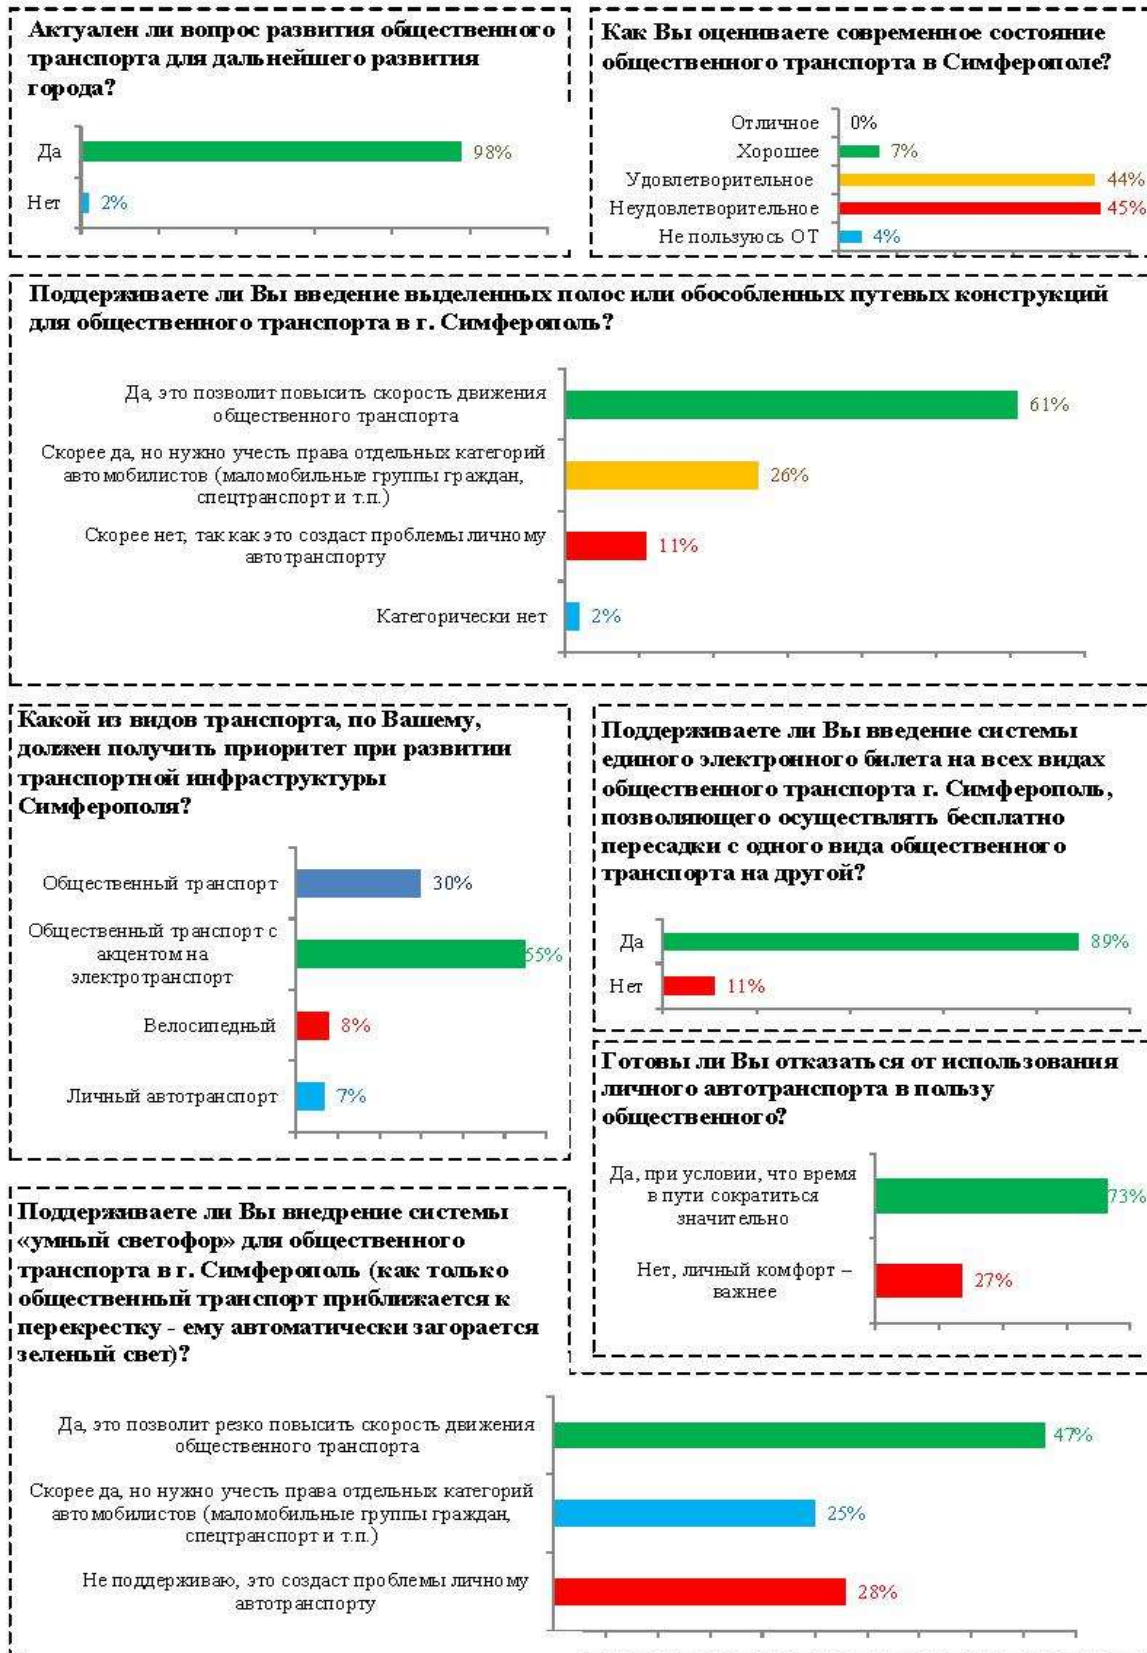 Актуален ли вопрос развития общественного
транспорта для дальнейшего развития
города?
Да 98%
Нет 2%
Как Вы оцениваете современное состояние
общественного транспорта в Симферополе?
Отличное 0%
Хорошее 7%
Удовлетворительное 44%
Неудовлетворительное 45%
Не пользуюсь ОТ 4%
Поддерживаете ли Вы введение выделенных полос или обособленных путевых конструкций
для общественного транспорта в г. Симферополь?
Да, это позволит повысить скорость движения
общественного транспорта
61%
Скорее да, но нужно учесть права отдельных категорий
автомобилистов (маломобильные группы граждан,
спецтранспорт и т.п.)
26%
Скорее нет, так как это создаст проблемы личному
автотранспорту
11%
Категорически нет 2%
Какой из видов транспорта, по Вашему,
должен получить приоритет при развитии
транспортной инфраструктуры
Симферополя?
Общественный транспорт 30%
Общественный транспорт с
акцентом на
электротранспорт
55%
Велосипедный 8%
Личный автотранспорт 7%
Поддерживаете ли Вы введение системы
единого электронного билета на всех видах
общественного транспорта г. Симферополь,
позволяющего осуществлять бесплатно
пересадки с одного вида общественного
транспорта на другой?
Да 89%
Нет 11%
Готовы ли Вы отказаться от использования
личного автотранспорта в пользу
общественного?
Да, при условии, что время
в пути сократиться
значительно
73%
Нет, личный комфорт –
важнее
27%
Поддерживаете ли Вы внедрение системы
«умный светофор» для общественного
транспорта в г. Симферополь (как только
общественный транспорт приближается к
перекрестку - ему автоматически загорается
зеленый свет)?
Да, это позволит резко повысить скорость движения
общественного транспорта
47%
Скорее да, но нужно учесть права отдельных категорий
автомобилистов (маломобильные группы граждан,
спецтранспорт и т.п.)
25%
Не поддерживаю, это создаст проблемы личному
автотранспорту
28%